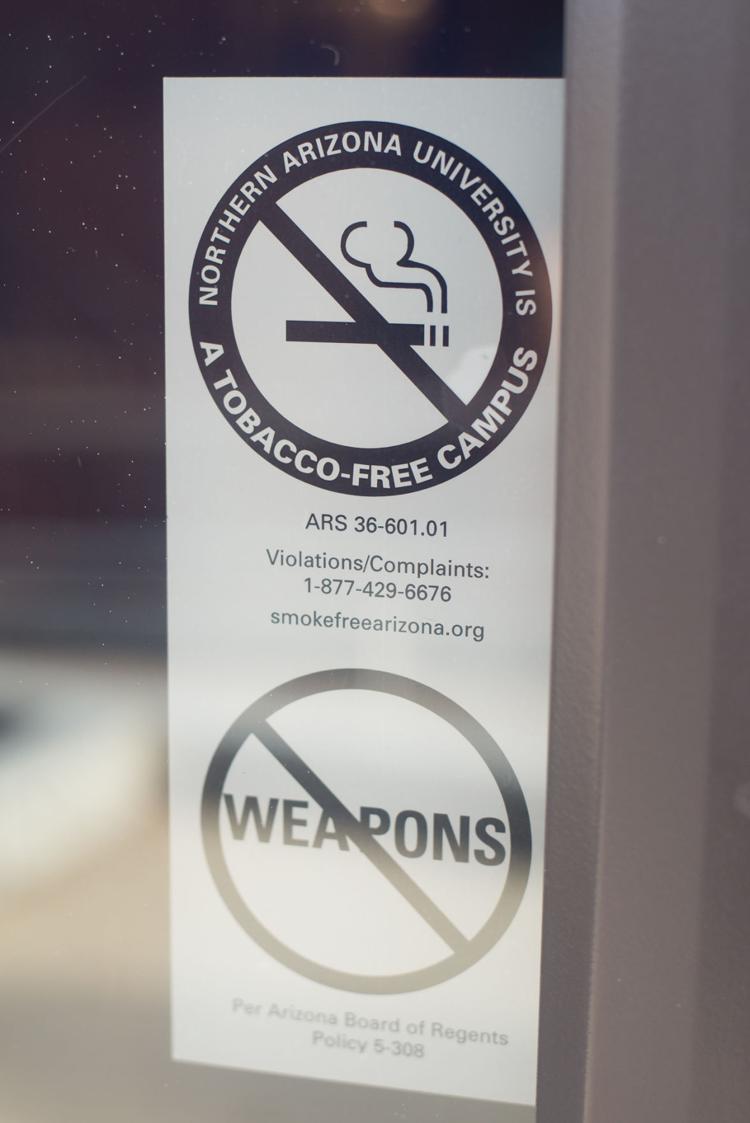 NORTHERN ARIZONA UNIVERSITY IS
A TOBACCO-FREE CAMPUS
ARS 36-601.01
Violations/Complaints:
1-877-429-6676
smokefreearizona.org
WEAPONS
Per Arizona Board of Regents
Policy 5-308